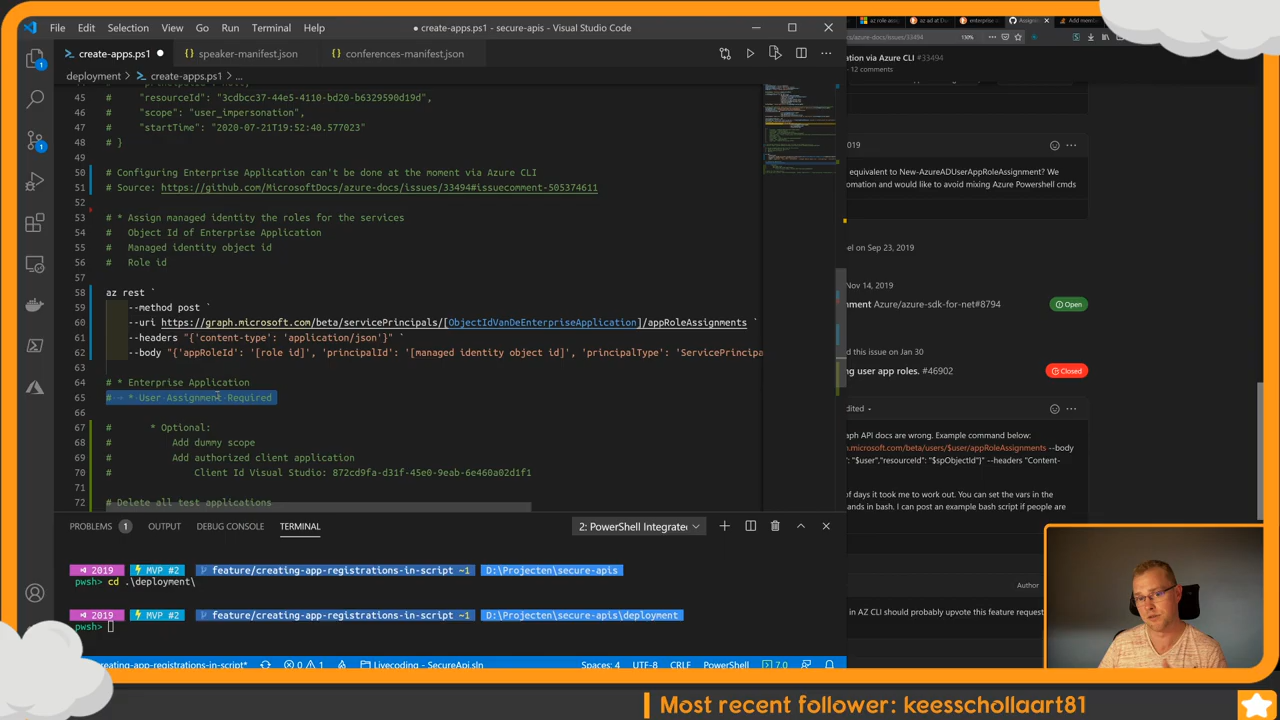 File Edit Selection View Go Run Terminal Help
create-apps.ps1 - secure-apis - Visual Studio Code
create-apps.ps1
speaker-manifest.json
conferences-manifest.json
deployment > create-apps.ps1 > ...
45 # "resourceId": "3cdbcc37-44e5-4110-bd20-b6329590d19d",
46 # "scope": "user_impersonation",
47 # "startTime": "2020-07-21T19:52:40.577023"
48 # }
50 # Configuring Enterprise Application can't be done at the moment via Azure CLI
51 # Source: https://github.com/MicrosoftDocs/azure-docs/issues/33494#issuecomment-505374611
52
53 # * Assign managed identity the roles for the services
54 # Object Id of Enterprise Application
55 # Managed identity object id
56 # Role id
57
58 az rest `
59 --method post `
60 --uri https://graph.microsoft.com/beta/servicePrincipals/[ObjectIdVanDeEnterpriseApplication]/appRoleAssignments `
61 --headers "{'content-type': 'application/json'}" `
62 --body "{'appRoleId': '[role id]', 'principalId': '[managed identity object id]', 'principalType': 'ServicePrincipa
63
64 # * Enterprise Application
65 # * User Assignment Required
66
67 # * Optional:
68 # Add dummy scope
69 # Add authorized client application
70 # Client Id Visual Studio: 872cd9fa-d31f-45e0-9eab-6e460a02d1f1
71
72 # Delete all test applications
PROBLEMS 1 OUTPUT DEBUG CONSOLE TERMINAL
2: PowerShell Integrate
2019 MVP #2 feature/creating-app-registrations-in-script ~1 D:\Projecten\secure-apis
pwsh> cd .\deployment\
2019 MVP #2 feature/creating-app-registrations-in-script ~1 D:\Projecten\secure-apis\deployment
pwsh>
creating-app-registrations-in-script* 0 1 Livecoding - SecureApi.sln Spaces: 4 UTF-8 CRLF PowerShell 7.0
az role assig
az ad at Do
enterprise
Assign
Add mem
azure-docs/issues/33494
130%
ation via Azure CLI #33494
12 comments
2019
equivalent to New-AzureADUserAppRoleAssignment? We
omation and would like to avoid mixing Azure Powershell cmds
el on Sep 23, 2019
Nov 14, 2019
nment Azure/azure-sdk-for-net#8794
Open
d this issue on Jan 30
ng user app roles. #46902
Closed
edited
aph API docs are wrong. Example command below:
.microsoft.com/beta/users/$user/appRoleAssignments --body
": "$user","resourceId": "$spObjectId"}" --headers "Content-
of days it took me to work out. You can set the vars in the
mands in bash. I can post an example bash script if people are
Author
in AZ CLI should probably upvote this feature request
Most recent follower: keesschollaart81